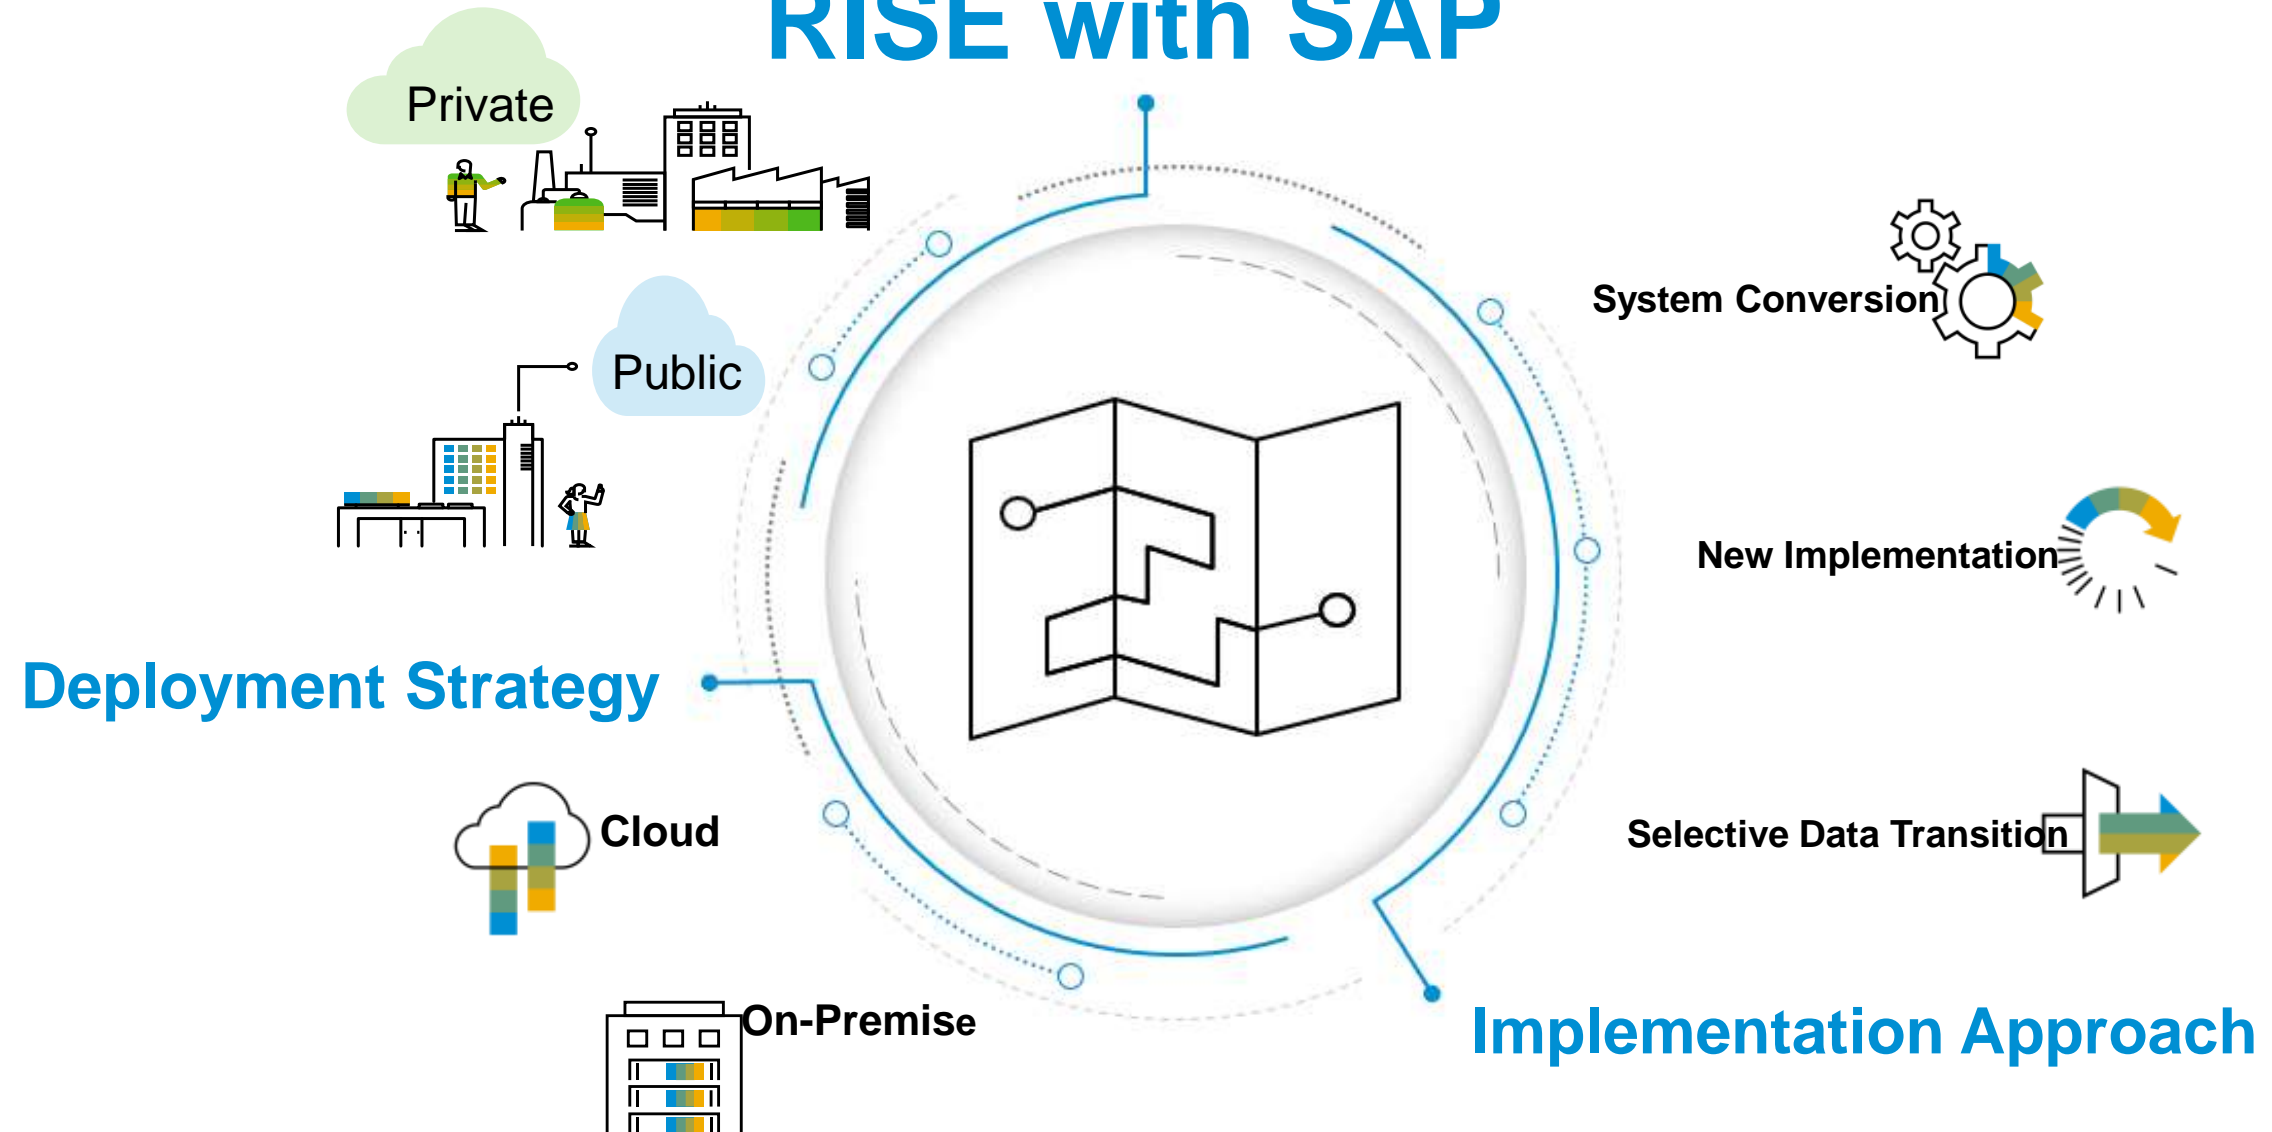 RISE with SAP
Private
Public
System Conversion
New Implementation
Deployment Strategy
Cloud
Selective Data Transition
On-Premise
Implementation Approach